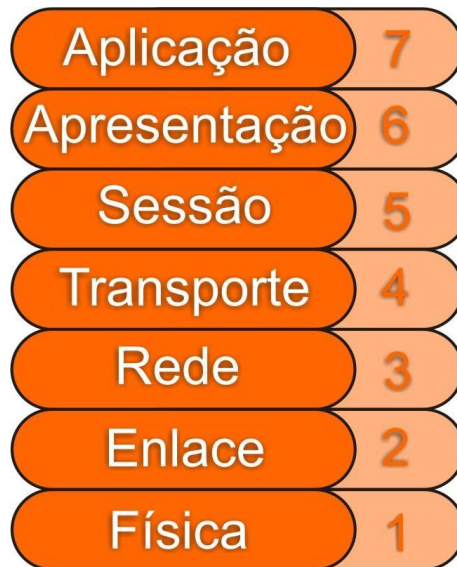 Aplicação 7
Apresentação 6
Sessão 5
Transporte 4
Rede 3
Enlace 2
Física 1